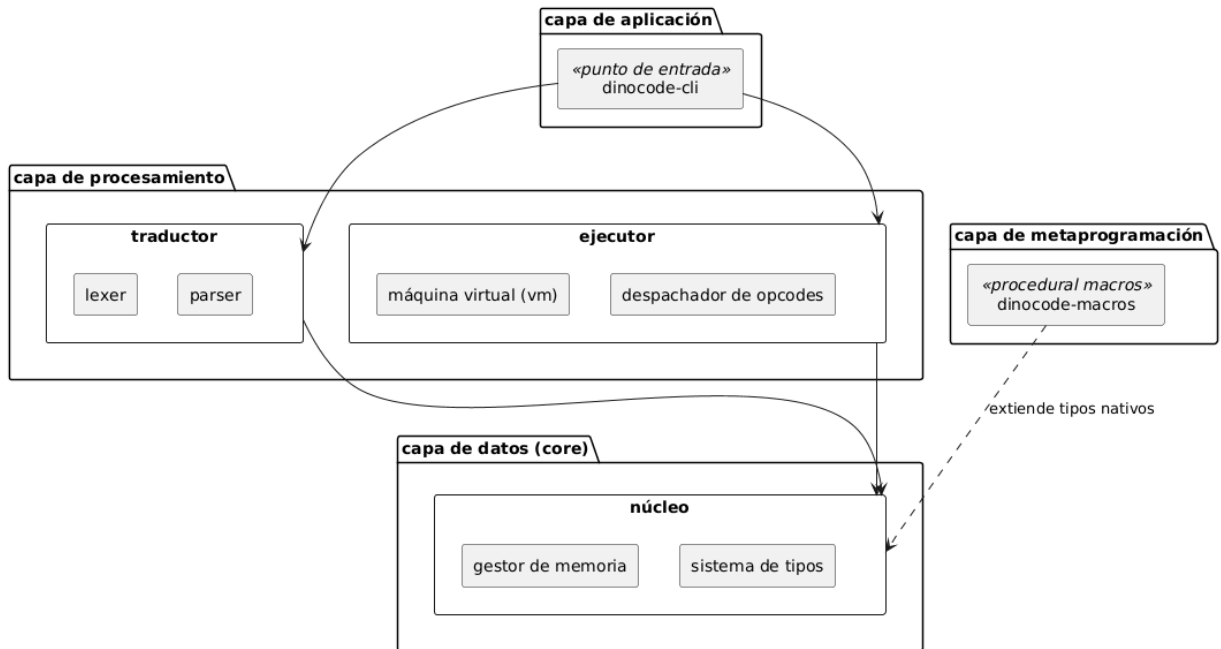 capa de aplicación
«punto de entrada»
dinocode-cli
capa de procesamiento
traductor
lexer
parser
ejecutor
máquina virtual (vm)
despachador de opcodes
capa de metaprogramación
«procedural macros»
dinocode-macros
extiende tipos nativos
capa de datos (core)
núcleo
gestor de memoria
sistema de tipos